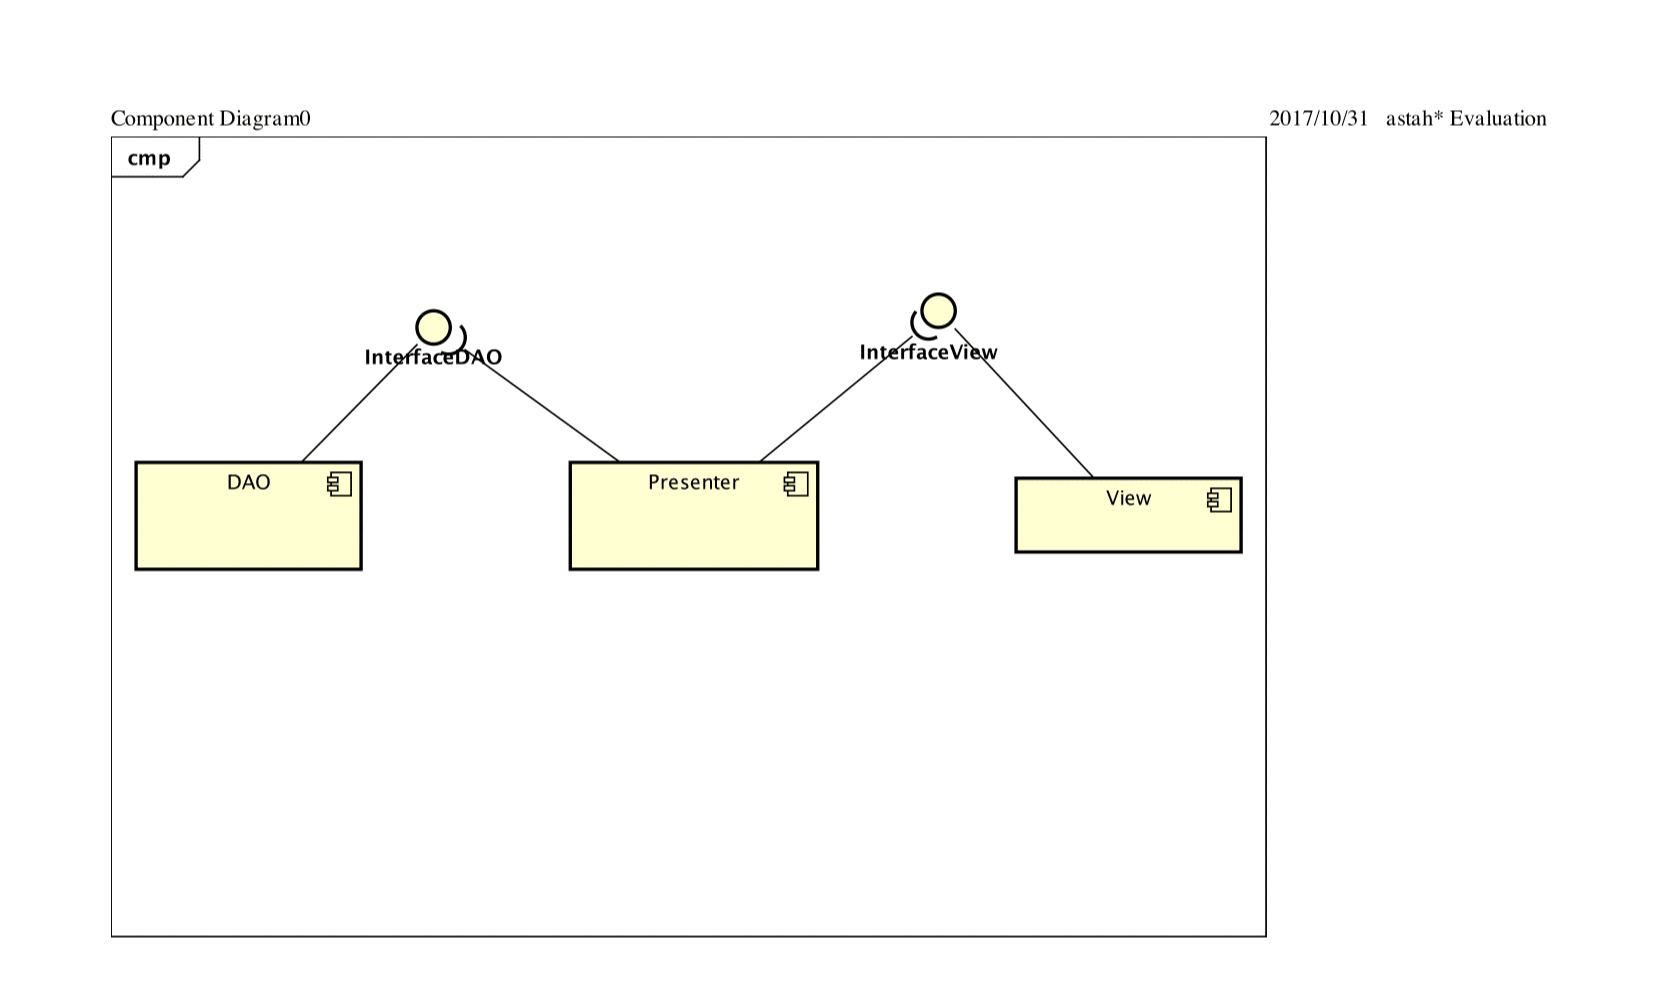 Component Diagram0
2017/10/31 astah* Evaluation
cmp
InterfaceDAO
InterfaceView
DAO
Presenter
View